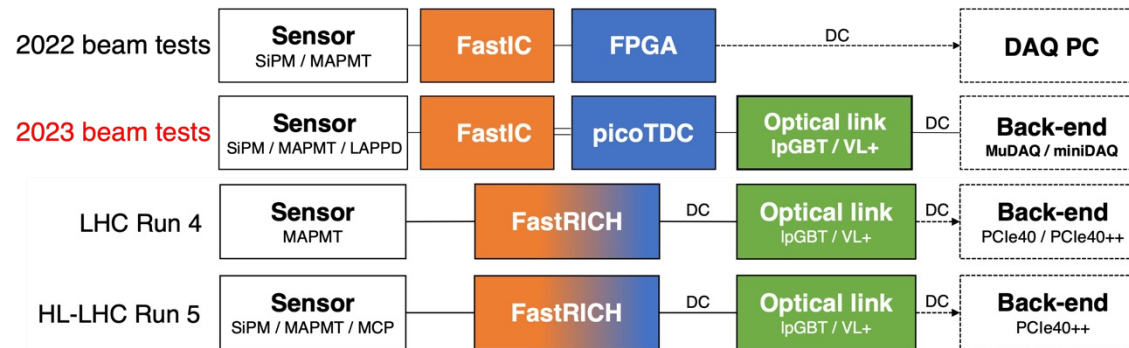 2022 beam tests
Sensor
SiPM / MAPMT
FastIC
FPGA
DC
DAQ PC
2023 beam tests
Sensor
SiPM / MAPMT / LAPPD
FastIC
picoTDC
Optical link
lpGBT / VL+
DC
Back-end
MuDAQ / miniDAQ
LHC Run 4
Sensor
MAPMT
FastRICH
DC
Optical link
lpGBT / VL+
DC
Back-end
PCIe40 / PCIe40++
HL-LHC Run 5
Sensor
SiPM / MAPMT / MCP
FastRICH
DC
Optical link
lpGBT / VL+
DC
Back-end
PCIe40++